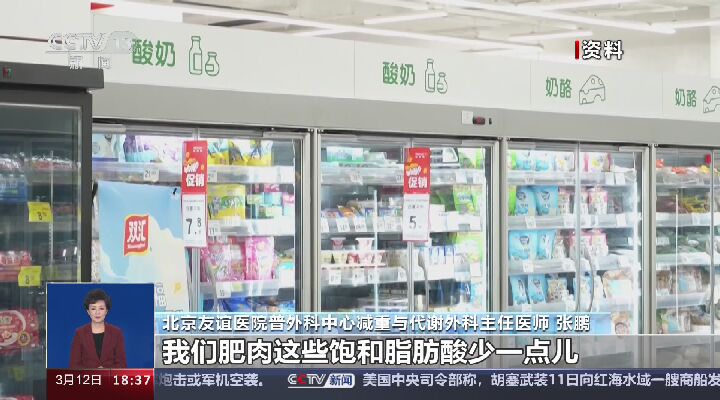 CCTV 13
新闻
资料
酸奶
酸奶
奶酪
奶酪
促销
7.
促销
5.
双汇
北京友谊医院普外科中心减重与代谢外科主任医师 张鹏
我们肥肉这些饱和脂肪酸少一点儿
3月12日 18:37 炮击或军机空袭。 CCTV 新闻 美国中央司令部称，胡塞武装11日向红海水域一艘商船发